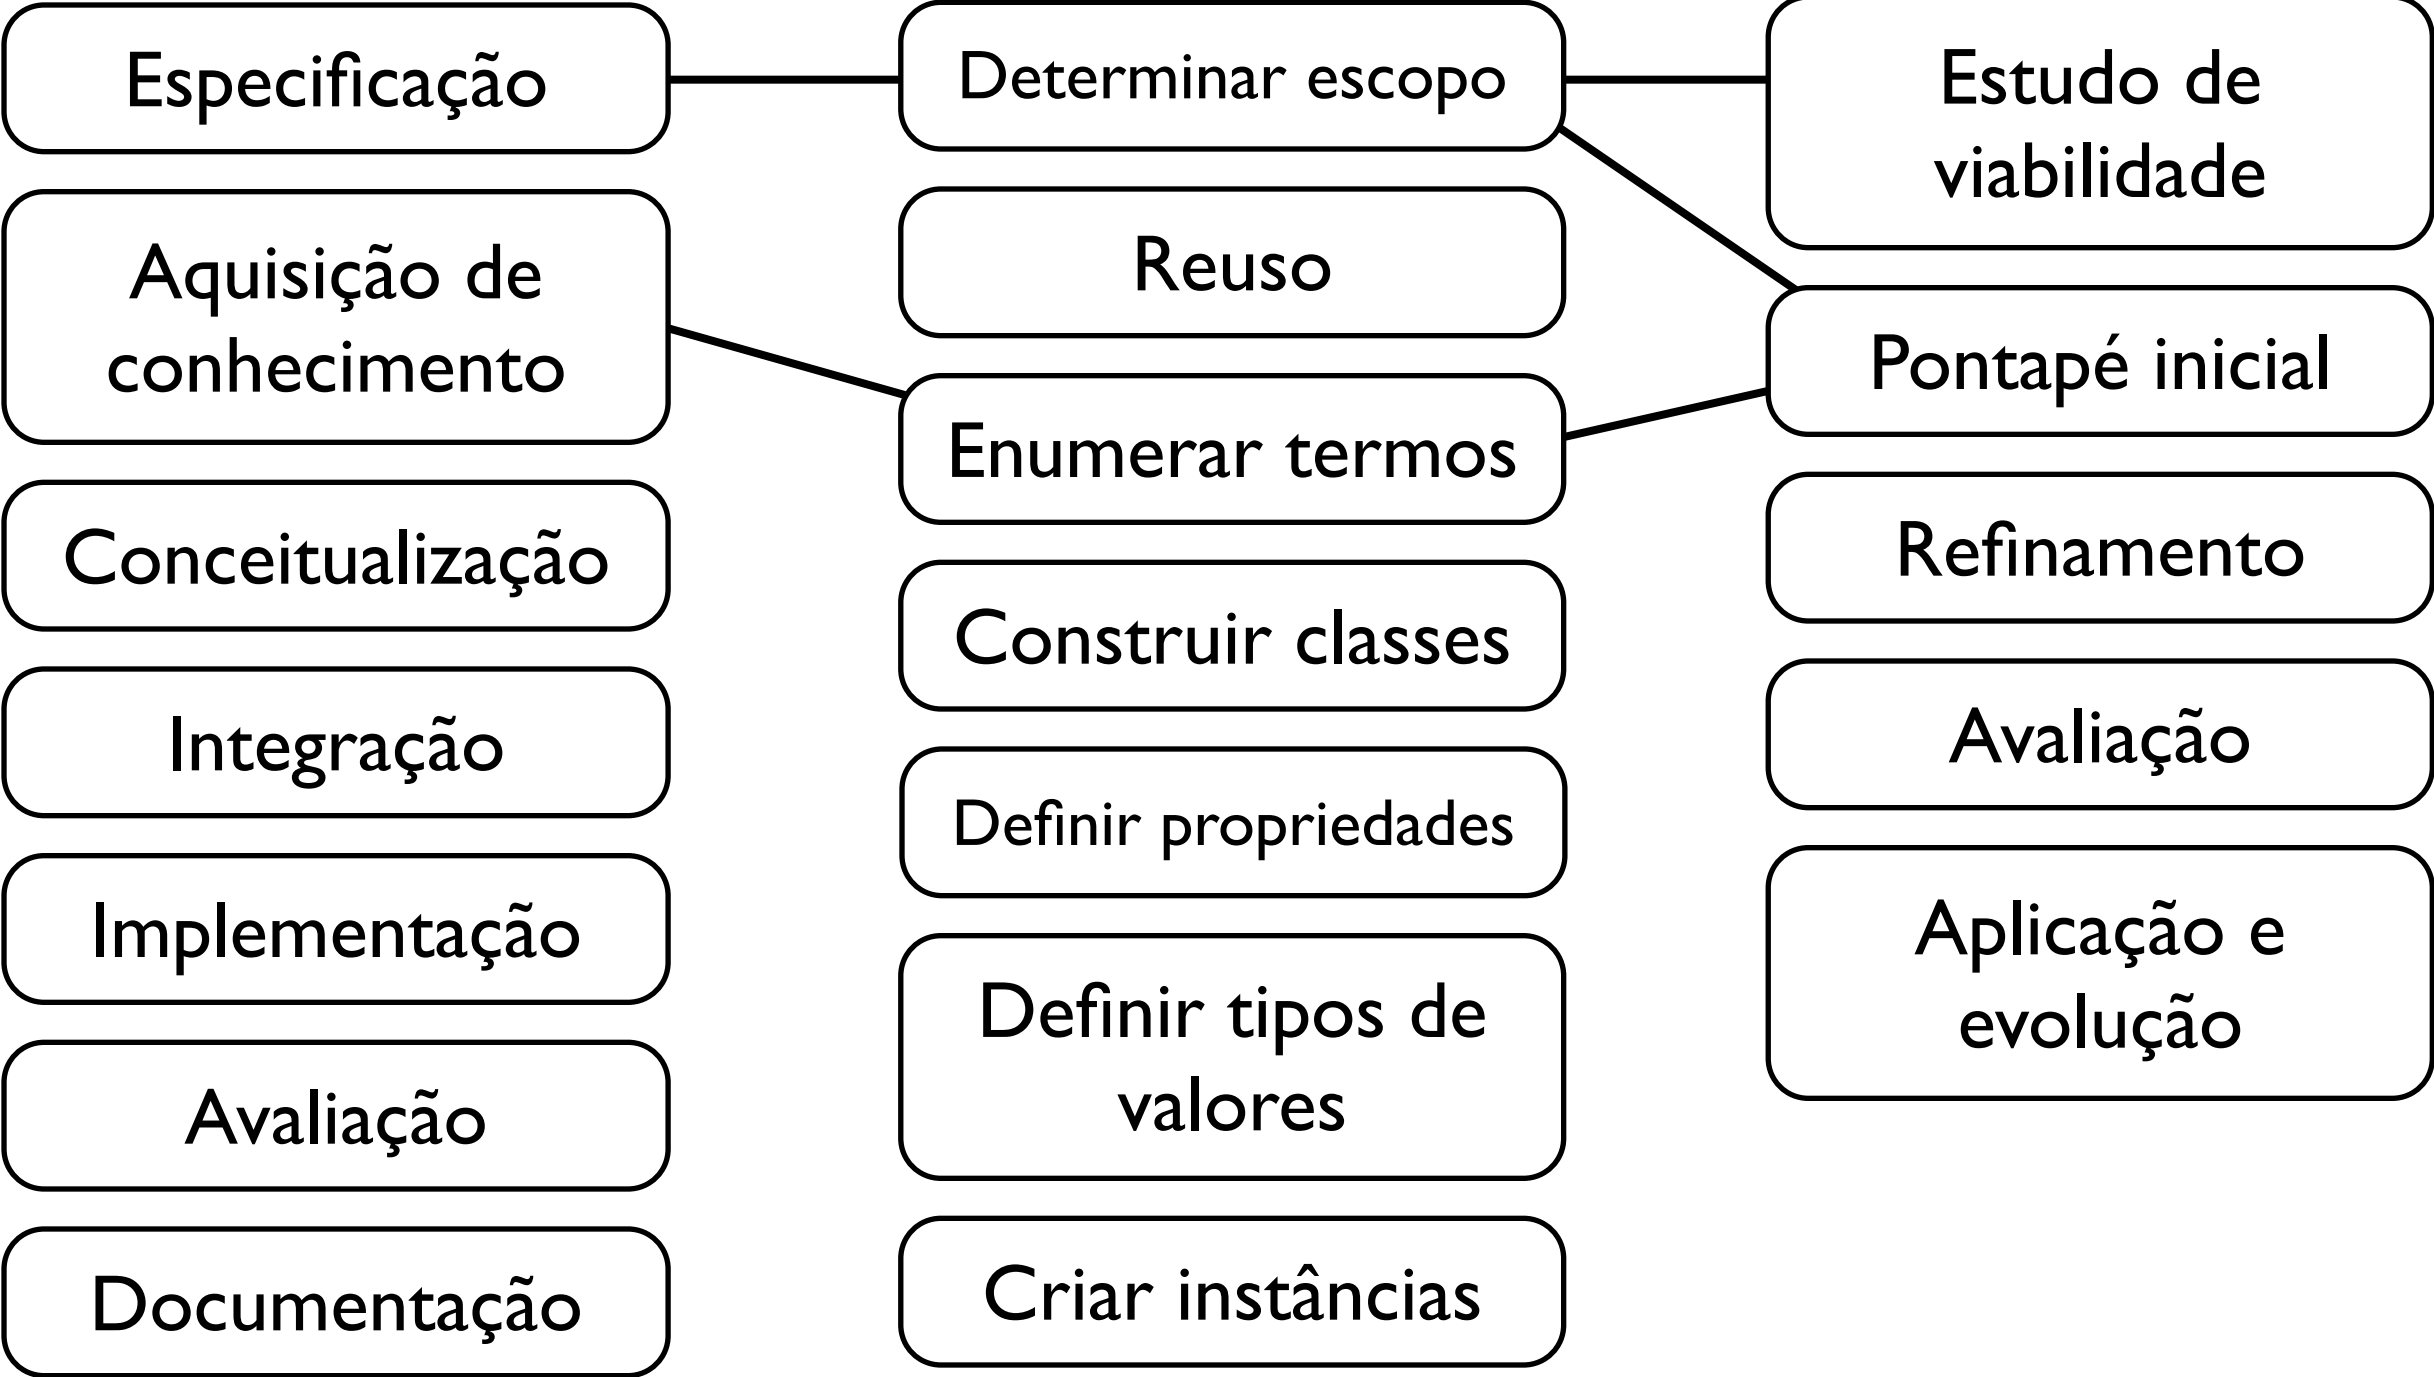 Especificação
Aquisição de
conhecimento
Conceitualização
Integração
Implementação
Avaliação
Documentação
Determinar escopo
Reuso
Enumerar termos
Construir classes
Definir propriedades
Definir tipos de
valores
Criar instâncias
Estudo de
viabilidade
Pontapé inicial
Refinamento
Avaliação
Aplicação e
evolução